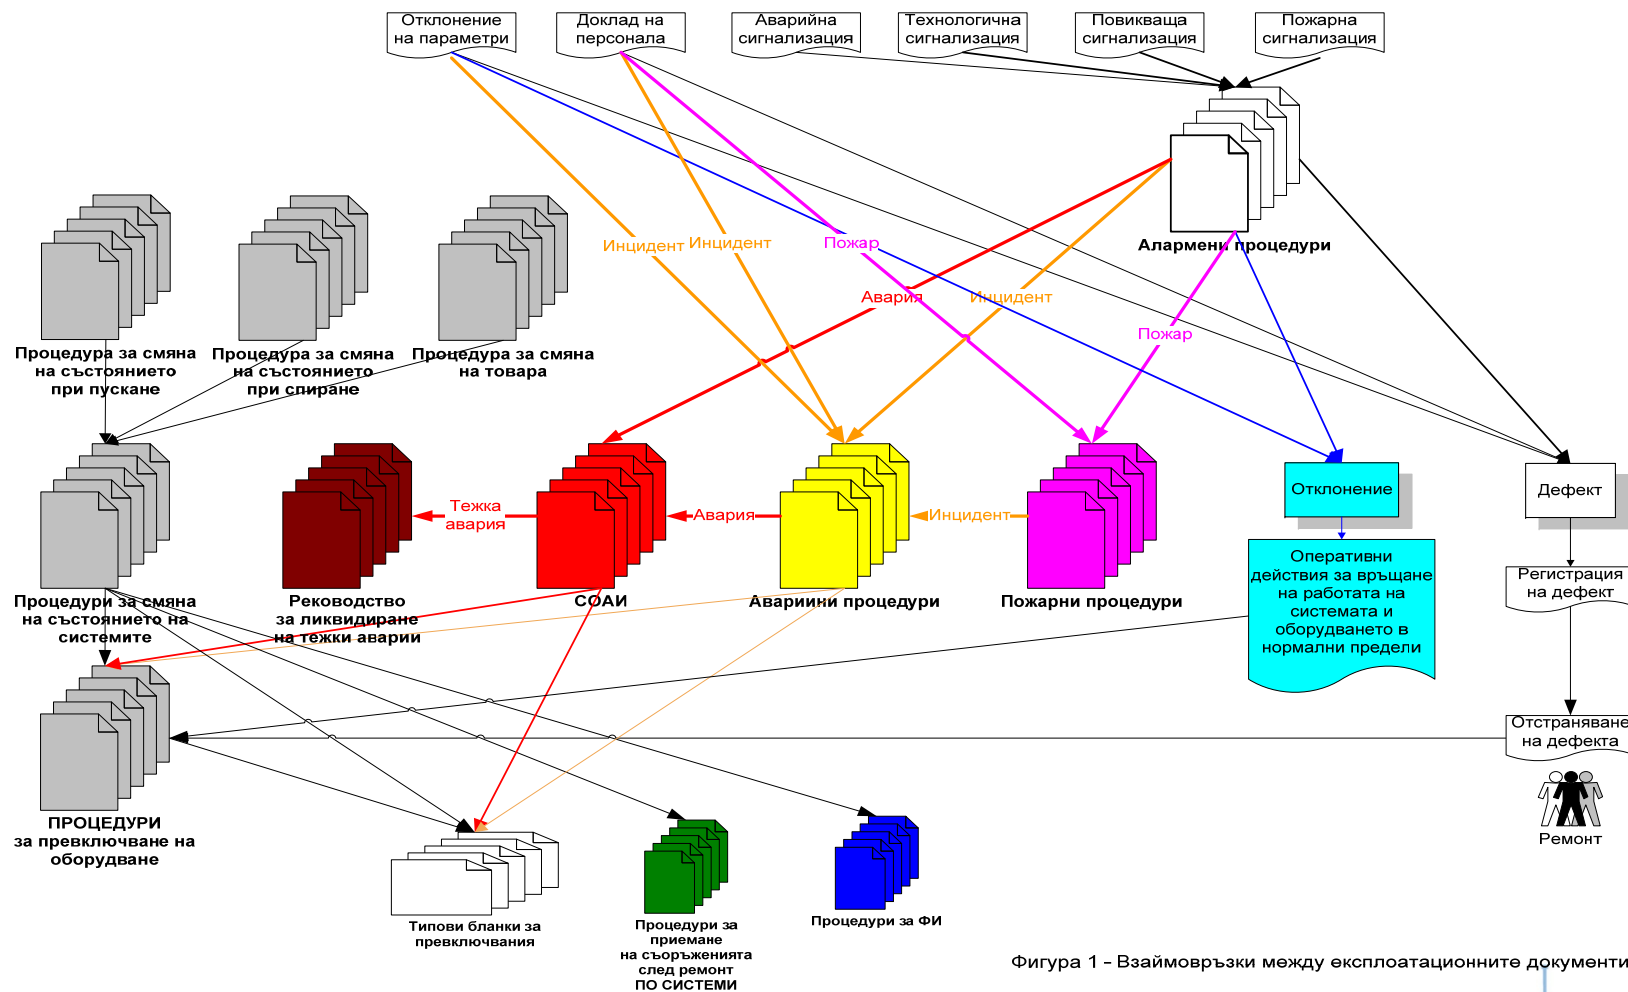 Отклонение
на параметри
Доклад на
персонала
Аварийна
сигнализация
Технологична
сигнализация
Повикваща
сигнализация
Пожарна
сигнализация
Алармени процедури
Инцидент
Инцидент
Пожар
Авария
Инцидент
Пожар
Процедура за смяна
на състоянието
при пускане
Процедура за смяна
на състоянието
при спиране
Процедура за смяна
на товара
Тежка
авария
Авария
Инцидент
Отклонение
Дефект
Процедури за смяна
на състоянието на
системите
Реководство
за ликвидиране
на тежки аварии
СОАИ
Авариини процедури
Пожарни процедури
Оперативни
действия за връщане
на работата на
системата и
оборудването в
нормални предели
Регистрация
на дефект
Отстраняване
на дефекта
Ремонт
ПРОЦЕДУРИ
за превключване на
оборудване
Типови бланки за
превключвания
Процедури за
приемане
на съоръженията
след ремонт
ПО СИСТЕМИ
Процедури за ФИ
Фигура 1 - Взаймовръзки между експлоатационните документи